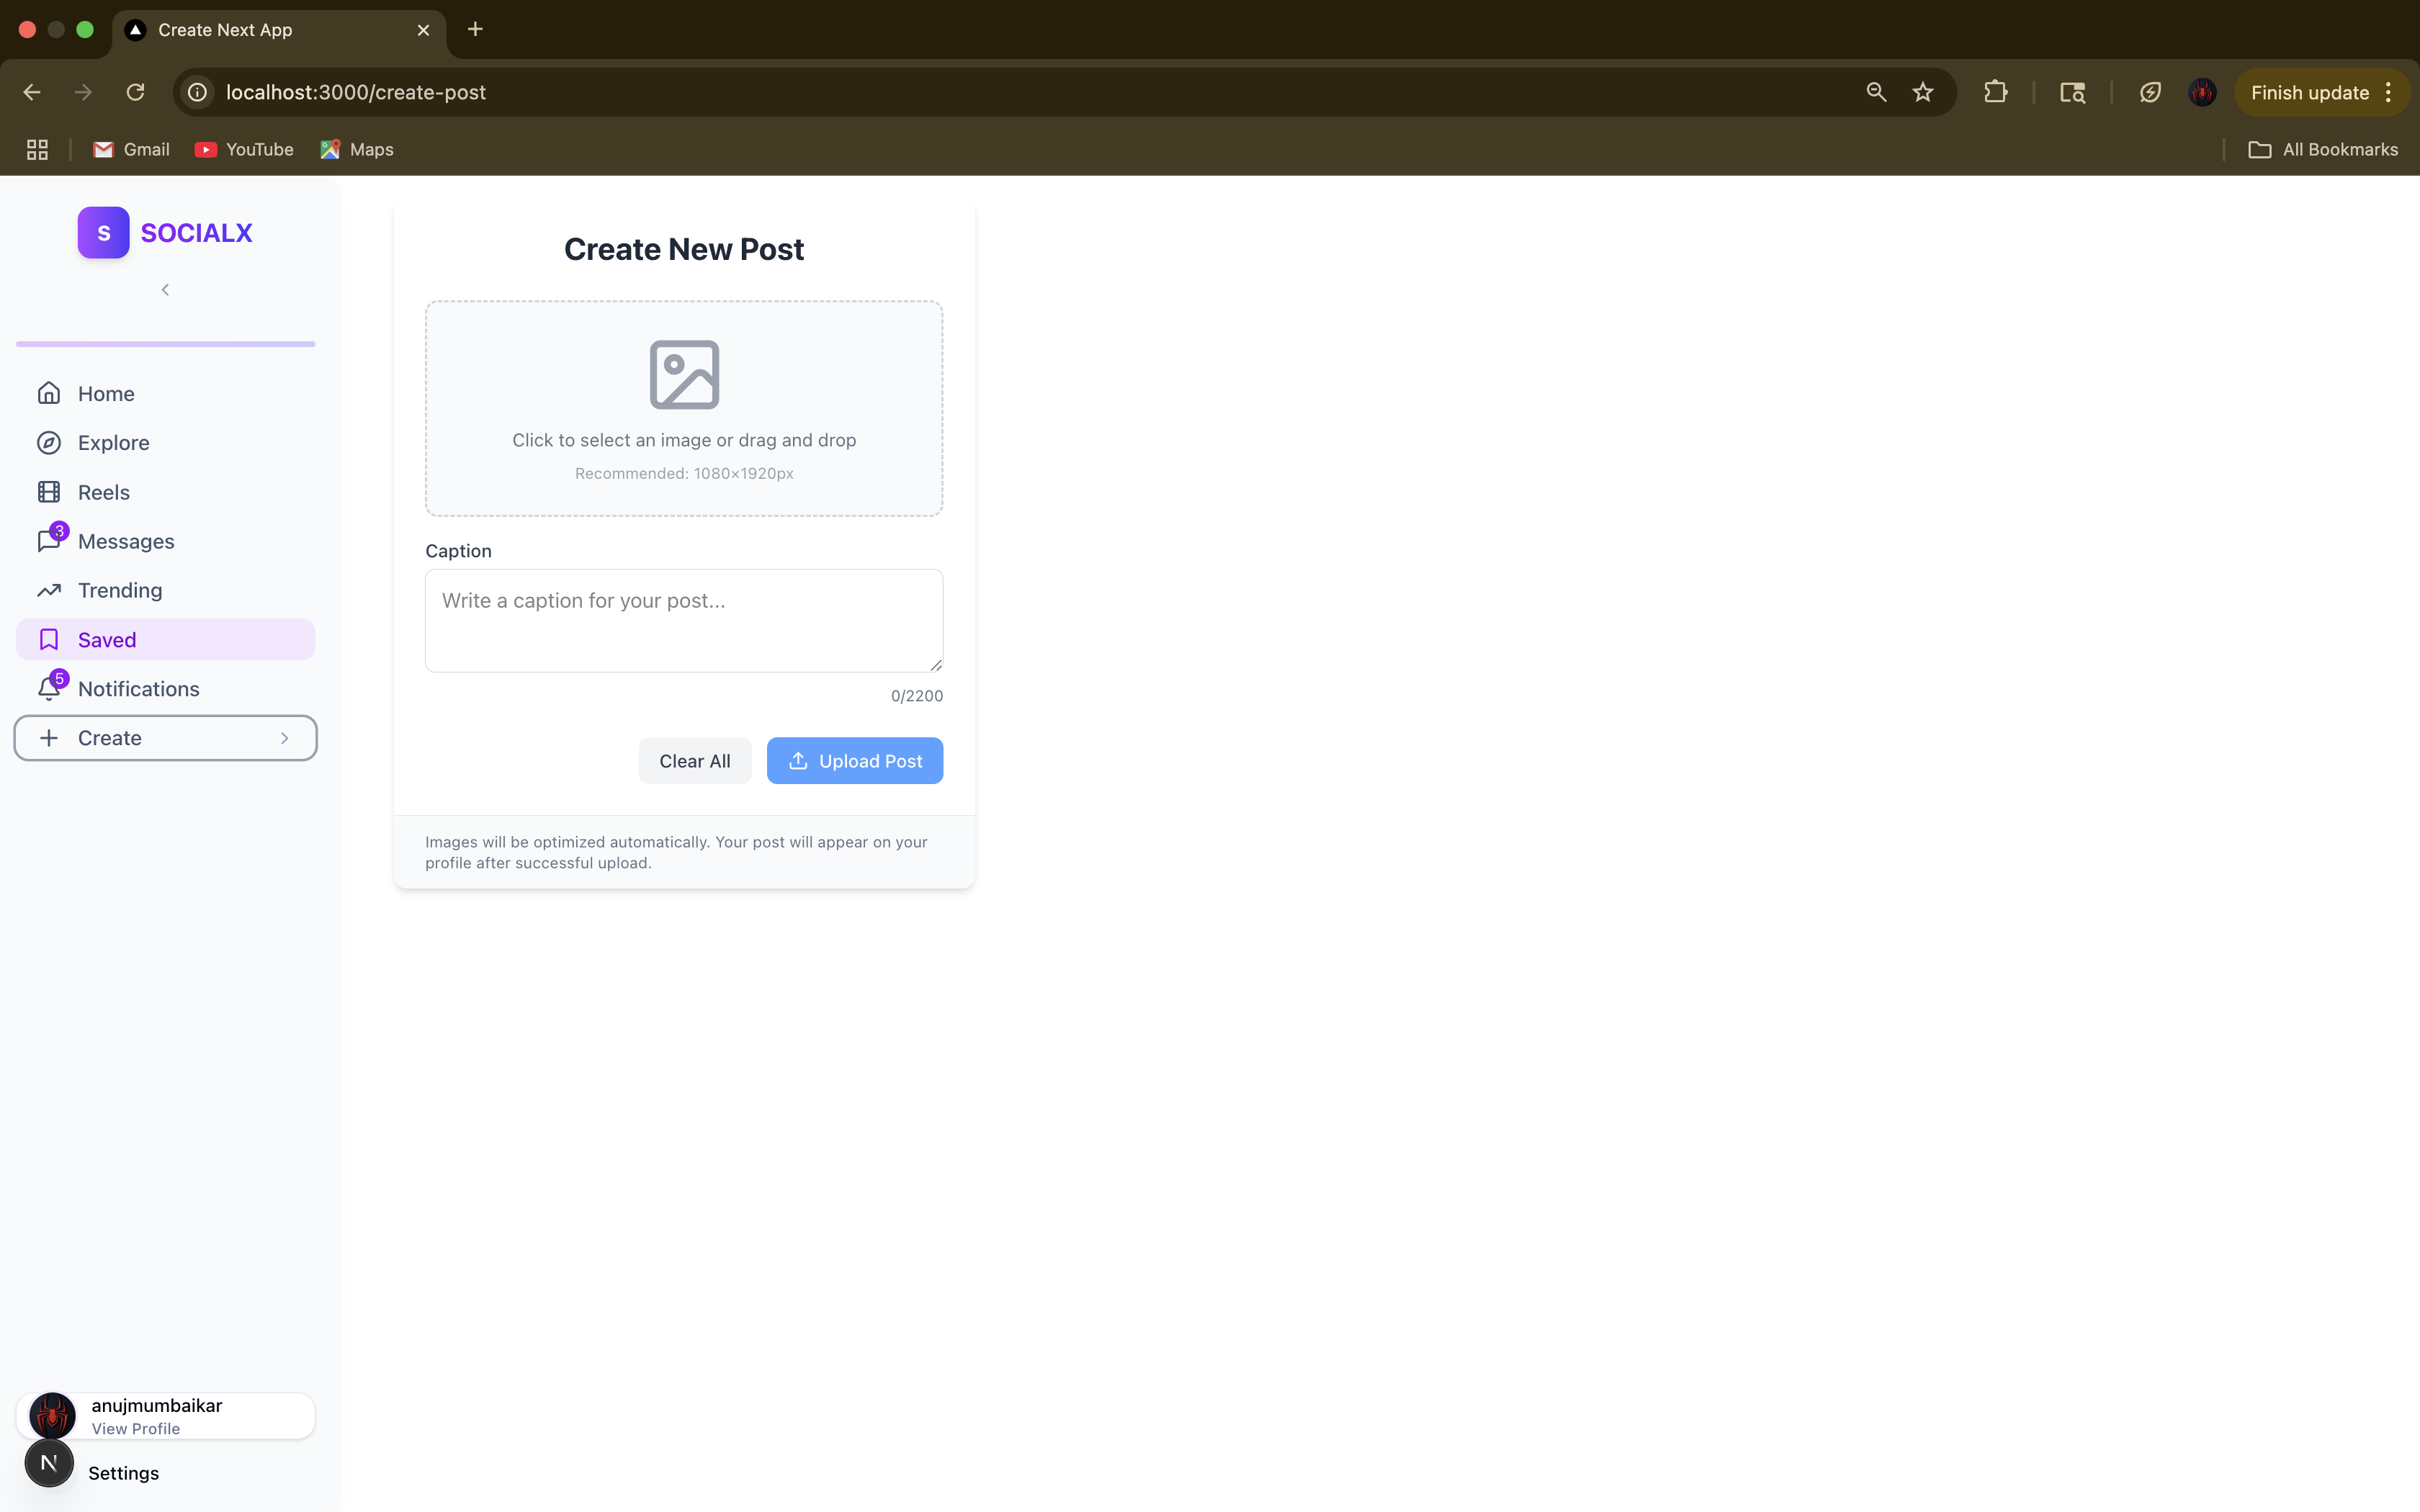 Create Next App
localhost:3000/create-post
Finish update
Gmail
YouTube
Maps
All Bookmarks
S
SOCIALX
Home
Explore
Reels
3
Messages
Trending
Saved
5
Notifications
Create
Create New Post
Click to select an image or drag and drop
Recommended: 1080×1920px
Caption
Write a caption for your post...
0/2200
Clear All
Upload Post
Images will be optimized automatically. Your post will appear on your
profile after successful upload.
anujmumbaikar
View Profile
N
Settings